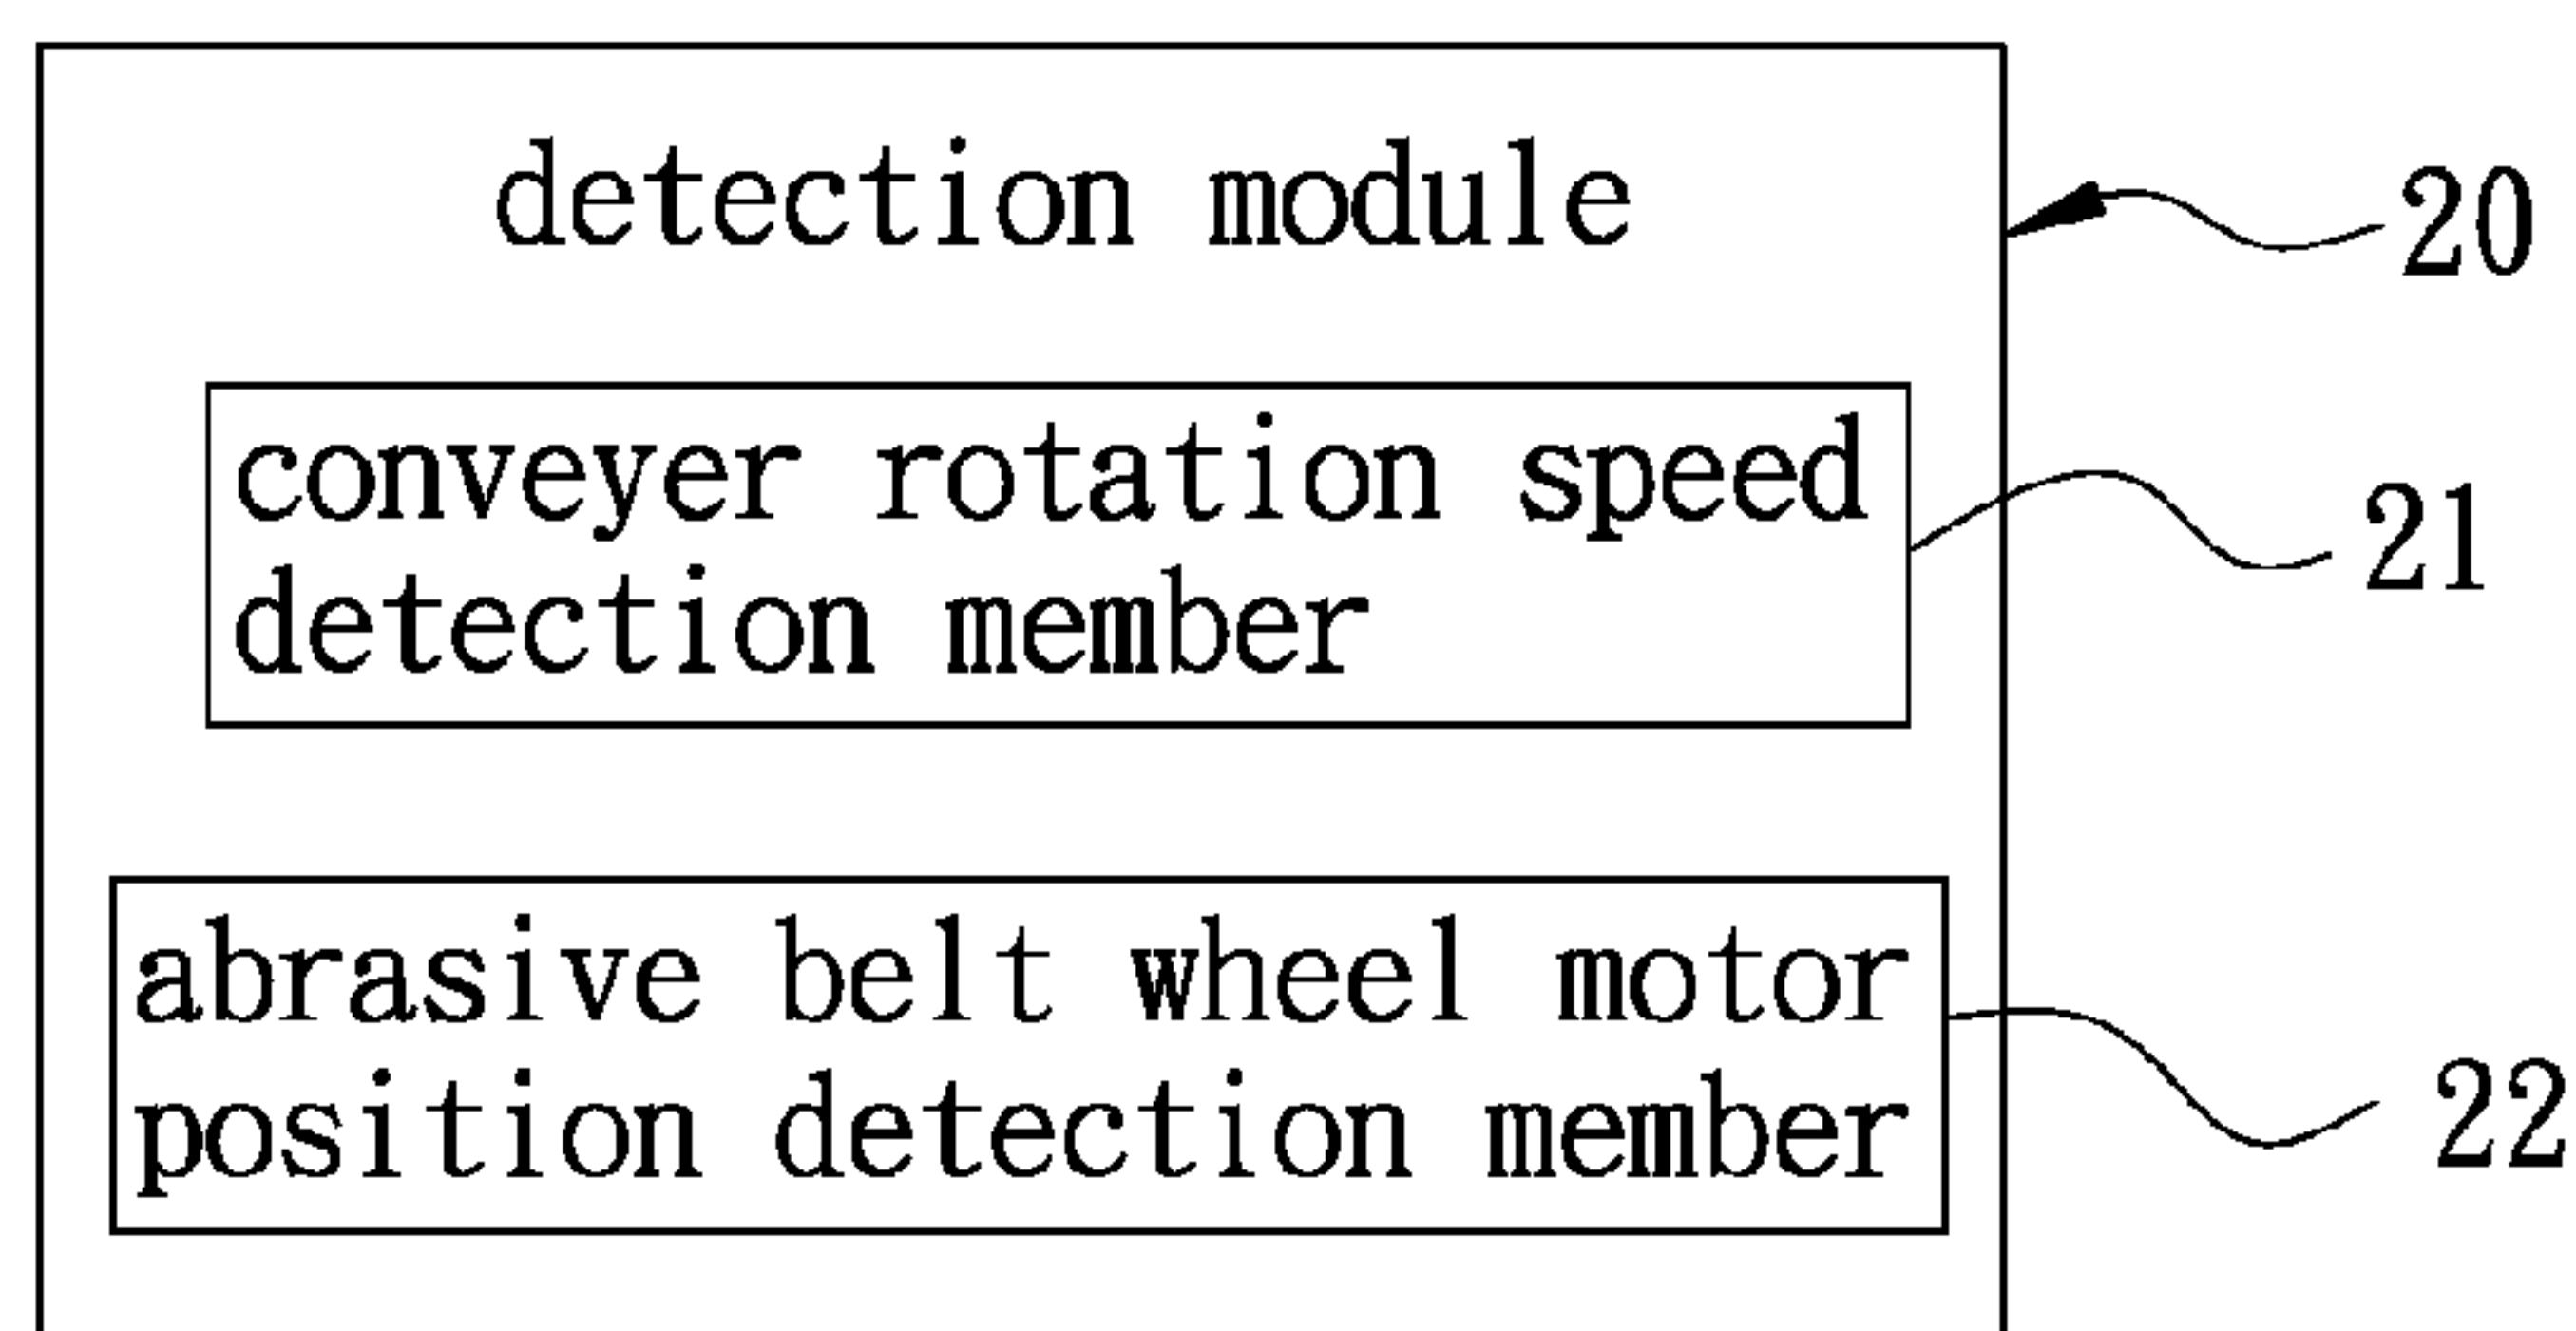 detection module
20
conveyer rotation speed
detection member
21
abrasive belt wheel motor
position detection member
22